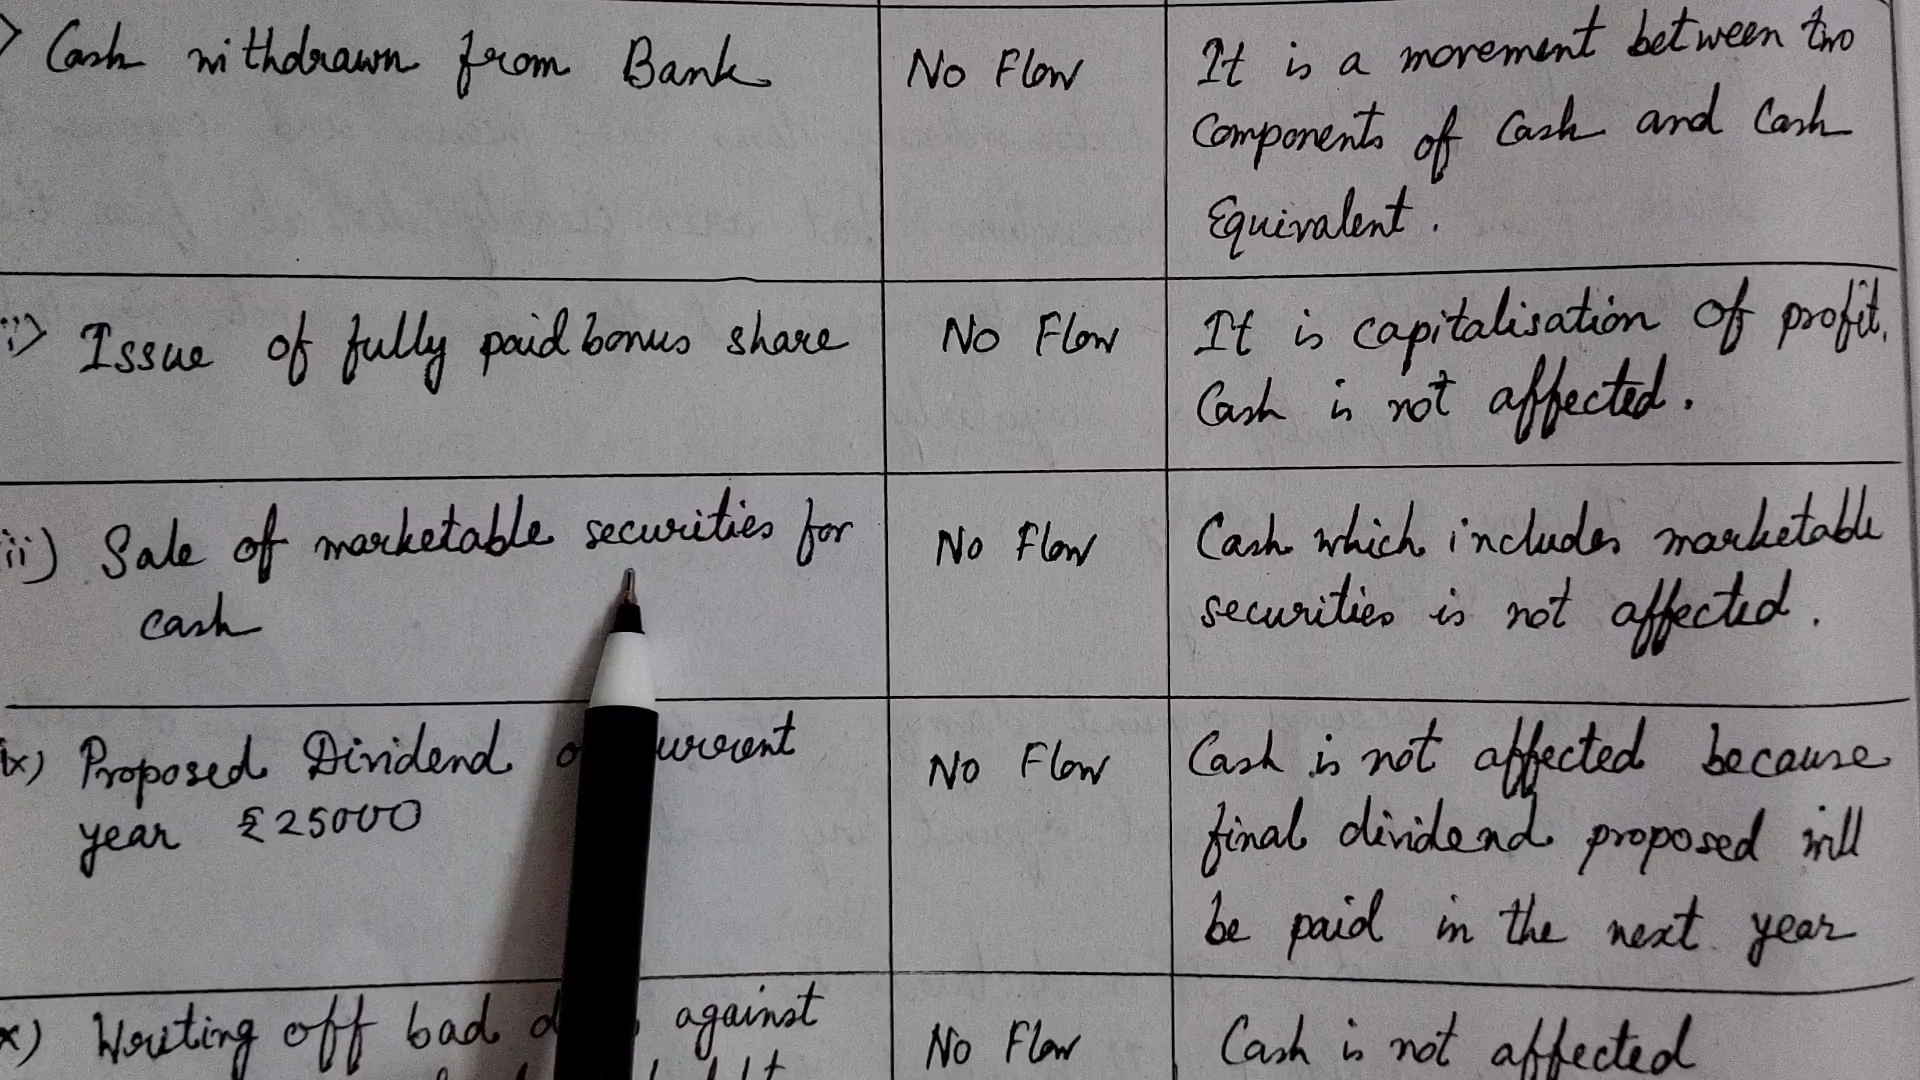 Cash withdrawn from Bank
No Flow
It is a movement between two
components of Cash and Cash
Equivalent.
ii) Issue of fully paid bonus share
No Flow
It is capitalisation of profit,
Cash is not affected.
ii) Sale of marketable securities for
cash
No Flow
Cash which includes marketable
securities is not affected.
ix) Proposed Dividend current
year ₹25000
No Flow
Cash is not affected because
final dividend proposed will
be paid in the next year
x) Writing off bad against
No Flow
Cash is not affected